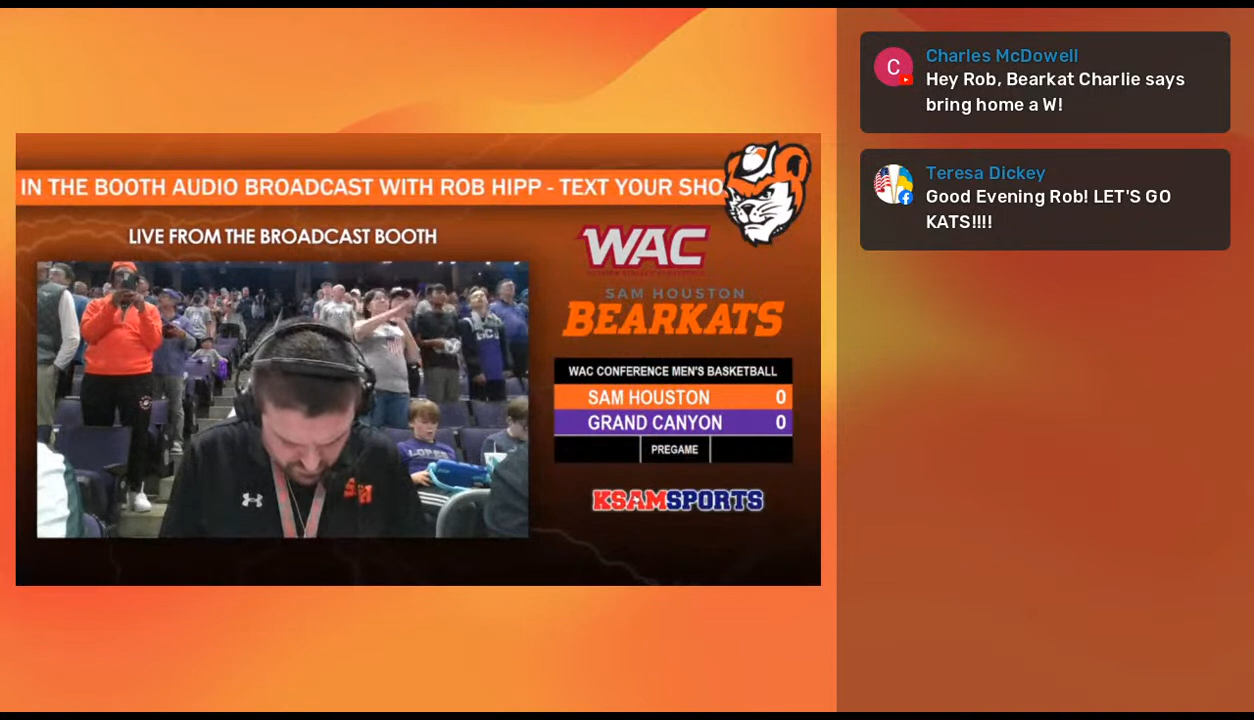 IN THE BOOTH AUDIO BROADCAST WITH ROB HIPP - TEXT YOUR SHO
LIVE FROM THE BROADCAST BOOTH
WAC
SAM HOUSTON
BEARKATS
WAC CONFERENCE MEN'S BASKETBALL
SAM HOUSTON 0
GRAND CANYON 0
PREGAME
KSAMSPORTS
LOPES
GCU
C
Charles McDowell
Hey Rob, Bearkat Charlie says
bring home a W!
Teresa Dickey
Good Evening Rob! LET'S GO
KATS!!!!